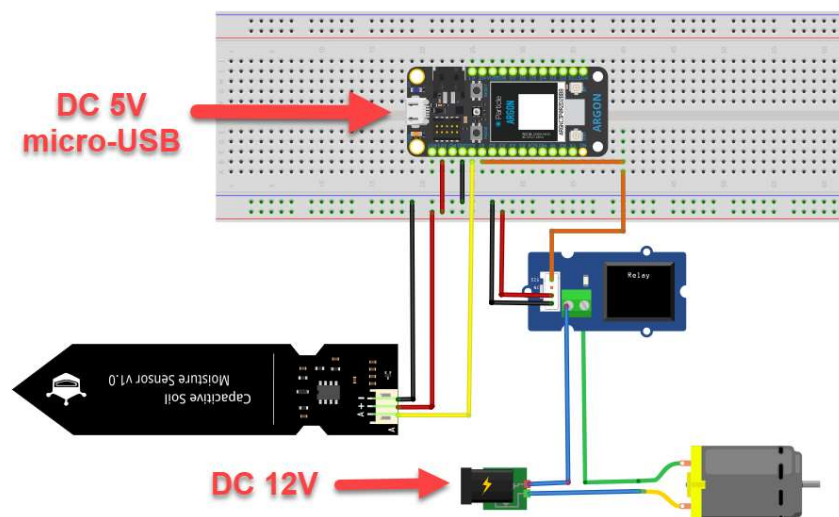 DC 5V
micro-USB
Particle
ARGON
ARGON
Relay
Capacitive Soil
Moisture Sensor v1.0
- + A
A
DC 12V